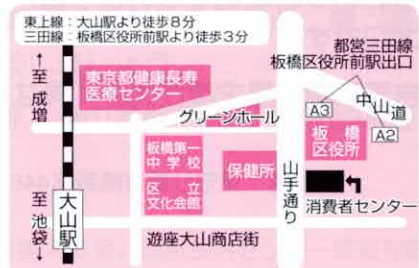 東上線：大山駅より徒歩8分
三田線：板橋区役所前駅より徒歩3分
都営三田線
板橋区役所前駅出口
↑至 成増
東京都健康長寿
医療センター
中山道
A3
A2
グリーンホール
板橋
区役所
板橋第一
中学校
保健所
山手通り
区立
文化会館
大山駅
至 池袋↓
消費者センター
遊座大山商店街